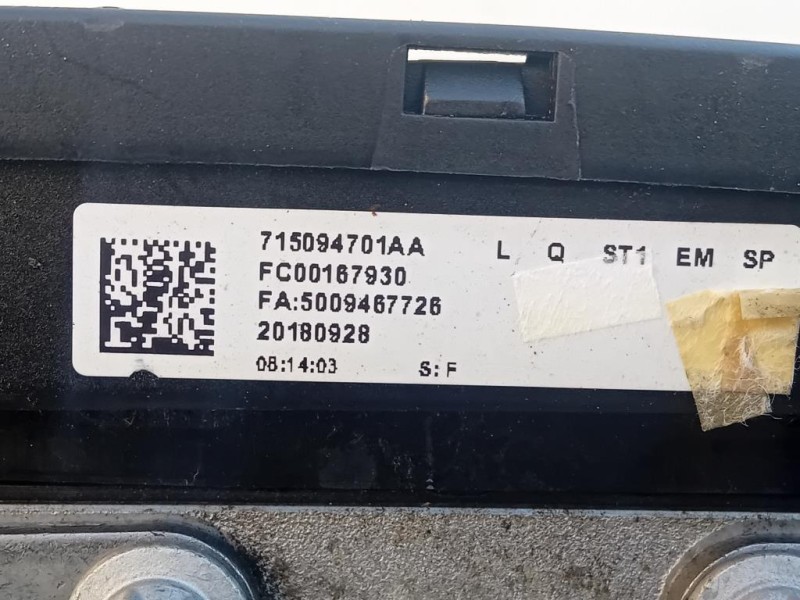 715094701AA L Q ST1 EM SP
FC00167930
FA:5009467726
20180928
08:14:03 S:F